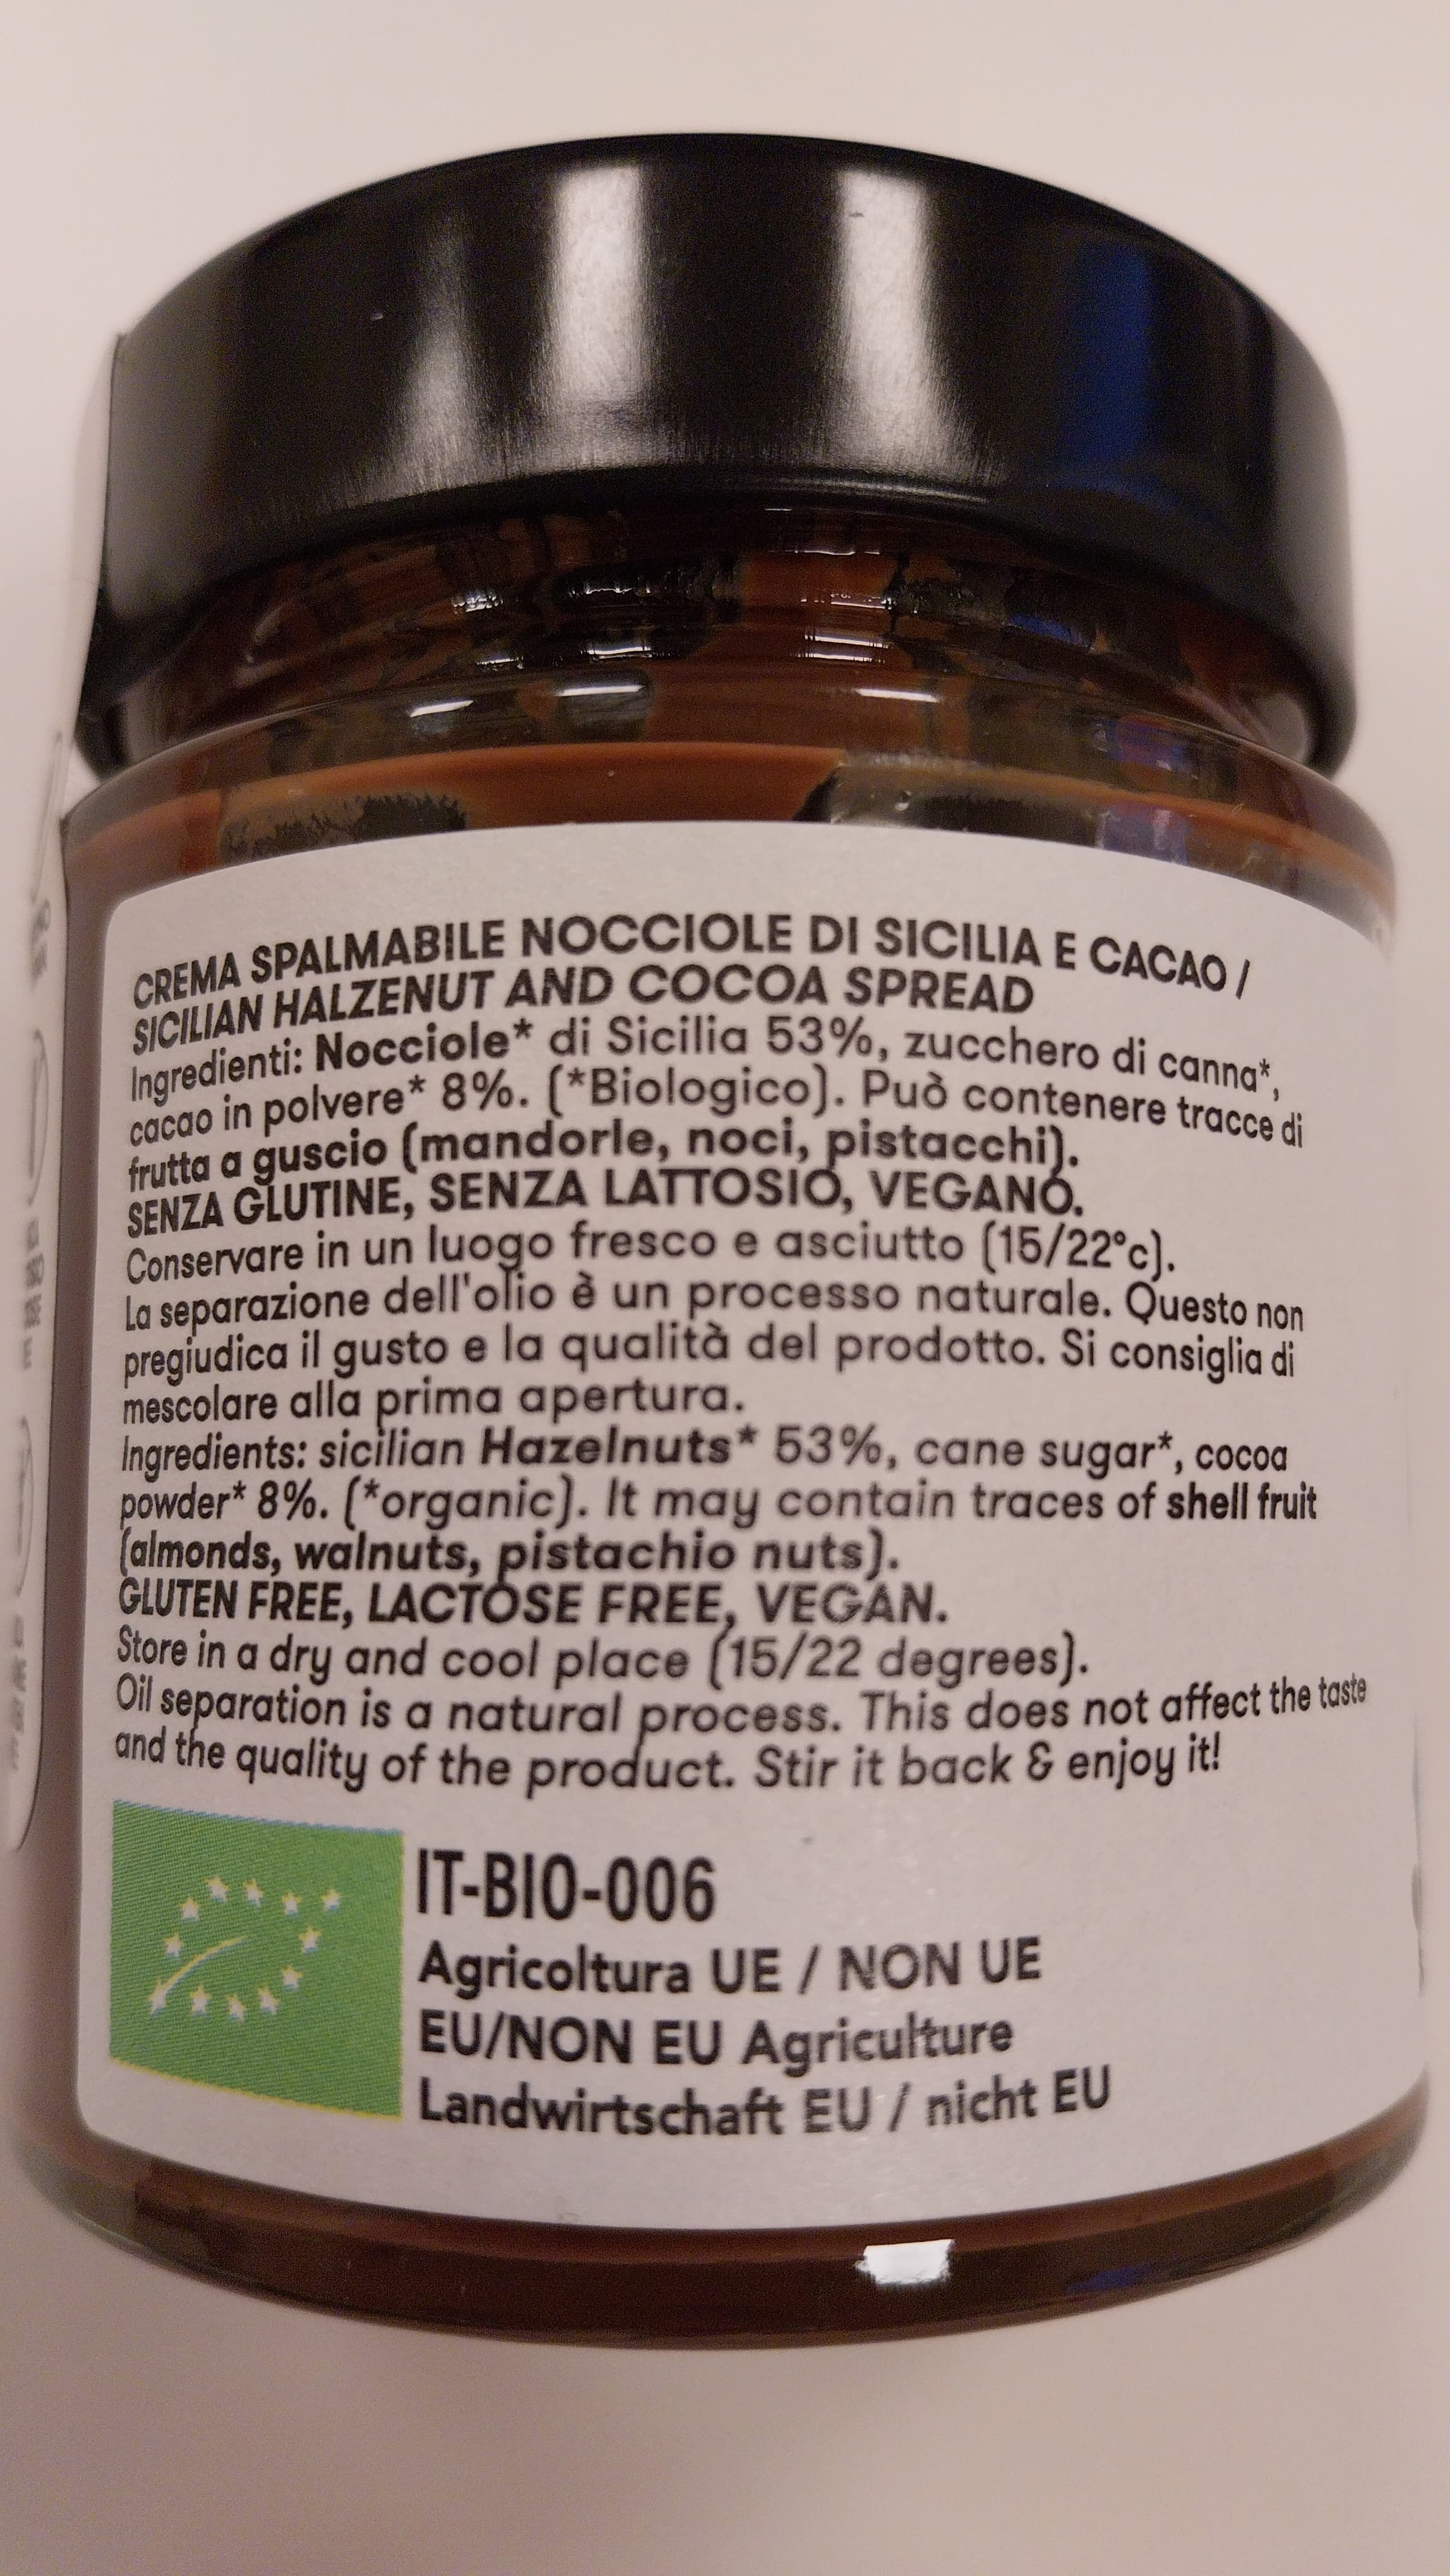 CREMA SPALMABILE NOCCIOLE DI SICILIA E CACAO /
SICILIAN HALZENUT AND COCOA SPREAD
Ingredienti: Nocciole* di Sicilia 53%, zucchero di canna*,
cacao in polvere* 8%. (*Biologico). Può contenere tracce di
frutta a guscio (mandorle, noci, pistacchi).
SENZA GLUTINE, SENZA LATTOSIO, VEGANO.
Conservare in un luogo fresco e asciutto (15/22°c).
La separazione dell'olio è un processo naturale. Questo non
pregiudica il gusto e la qualità del prodotto. Si consiglia di
mescolare alla prima apertura.
Ingredients: sicilian Hazelnuts* 53%, cane sugar*, cocoa
powder* 8%. (*organic). It may contain traces of shell fruit
(almonds, walnuts, pistachio nuts).
GLUTEN FREE, LACTOSE FREE, VEGAN.
Store in a dry and cool place (15/22 degrees).
Oil separation is a natural process. This does not affect the taste
and the quality of the product. Stir it back & enjoy it!
IT-BIO-006
Agricoltura UE / NON UE
EU/NON EU Agriculture
Landwirtschaft EU / nicht EU